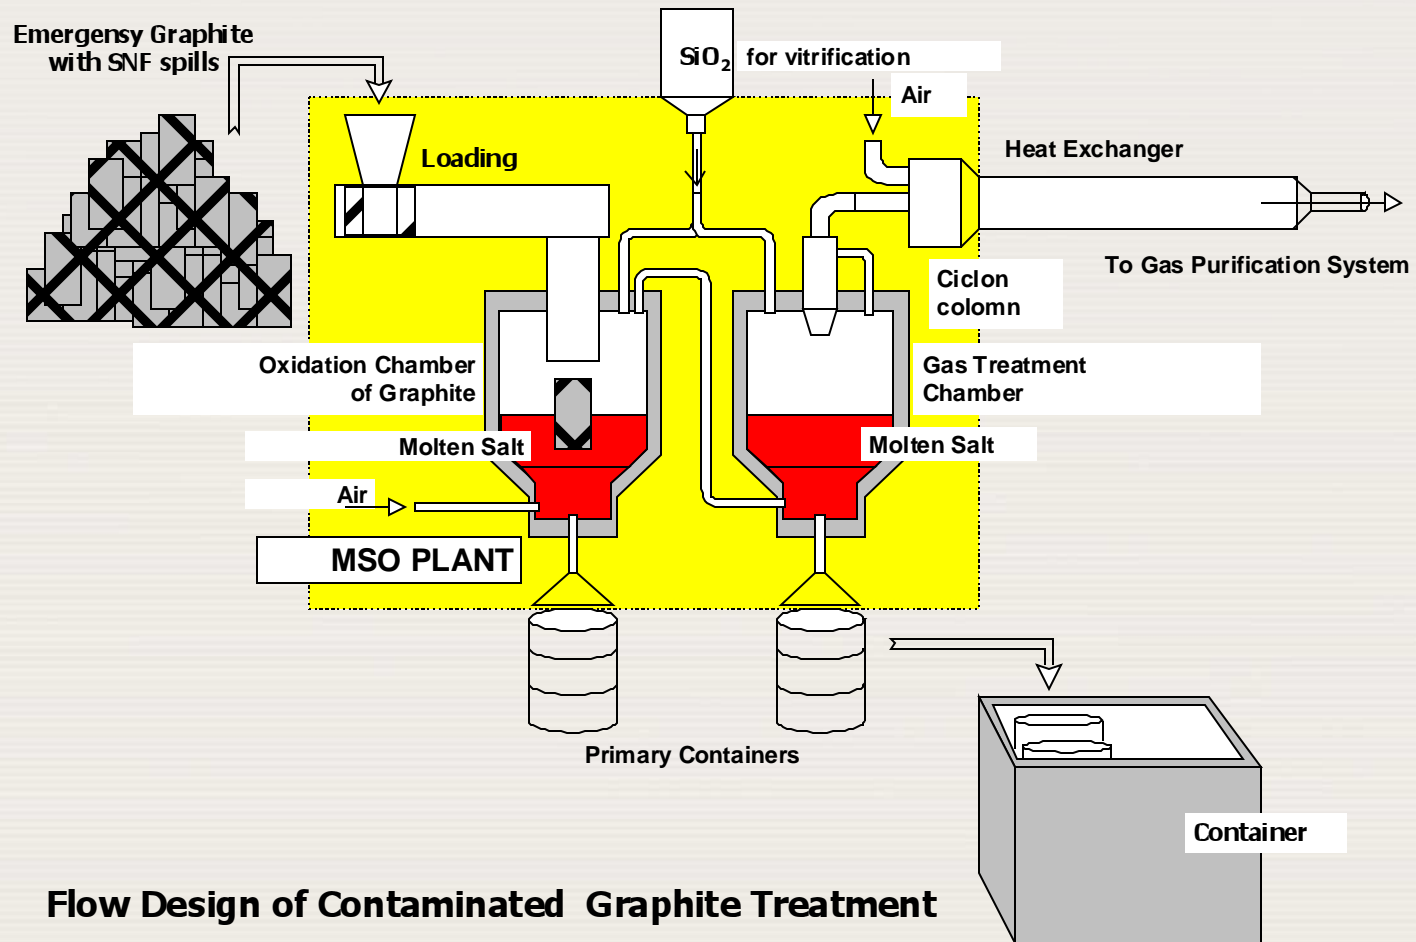 Emergensy Graphite
with SNF spills
SiO₂ for vitrification
Air
Loading
Heat Exchanger
To Gas Purification System
Ciclon
colomn
Oxidation Chamber
of Graphite
Gas Treatment
Chamber
Molten Salt
Molten Salt
Air
MSO PLANT
Primary Containers
Container
Flow Design of Contaminated Graphite Treatment